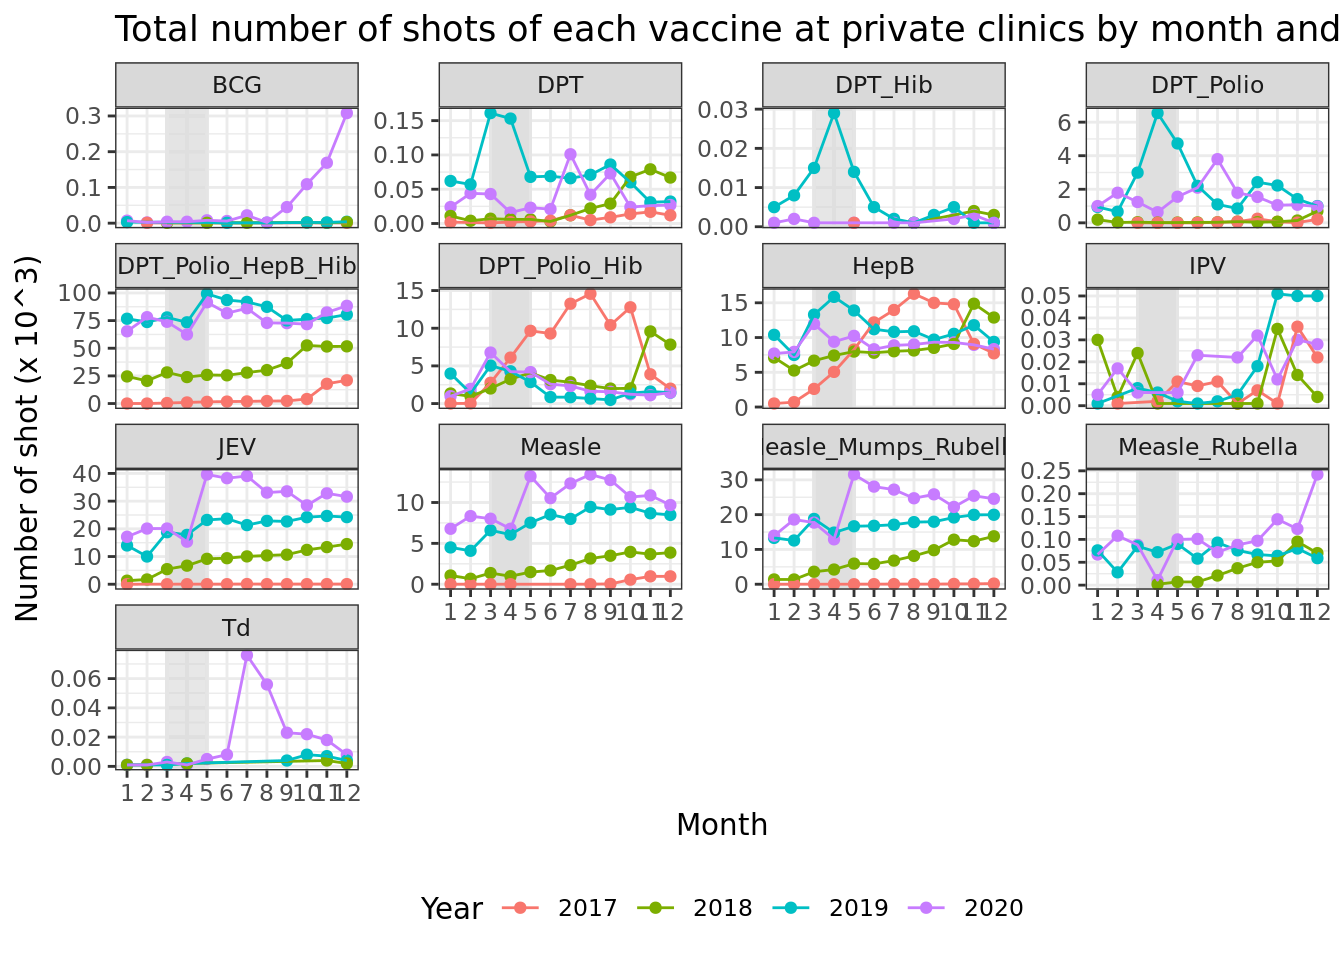 Total number of shots of each vaccine at private clinics by month and
BCG DPT DPT_Hib DPT_Polio
0.3 0.2 0.1 0.0
0.15 0.10 0.05 0.00
0.03 0.02 0.01 0.00
6 4 2 0
DPT_Polio_HepB_Hib DPT_Polio_Hib HepB IPV
100 75 50 25 0
15 10 5 0
15 10 5 0
0.05 0.04 0.03 0.02 0.01 0.00
JEV Measle easle_Mumps_Rubell Measle_Rubella
40 30 20 10 0
10 5 0
30 20 10 0
0.25 0.20 0.15 0.10 0.05 0.00
1 2 3 4 5 6 7 8 9 10 11 12
1 2 3 4 5 6 7 8 9 10 11 12
1 2 3 4 5 6 7 8 9 10 11 12
Td
0.06 0.04 0.02 0.00
1 2 3 4 5 6 7 8 9 10 11 12
Number of shot (x 10^3)
Month
Year 2017 2018 2019 2020